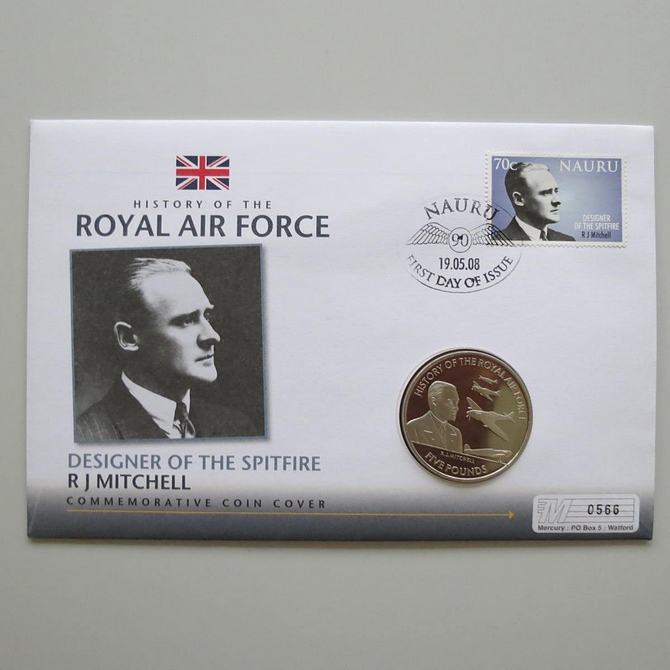 HISTORY OF THE
ROYAL AIR FORCE
DESIGNER OF THE SPITFIRE
R J MITCHELL
COMMEMORATIVE COIN COVER
70c NAURU
DESIGNER
OF THE SPITFIRE
R J Mitchell
NAURU
90
19.05.08
FIRST DAY OF ISSUE
HISTORY OF THE ROYAL AIR FORCE
R.J. MITCHELL
FIVE POUNDS
M 0566
Mercury : PO Box 5 : Watford